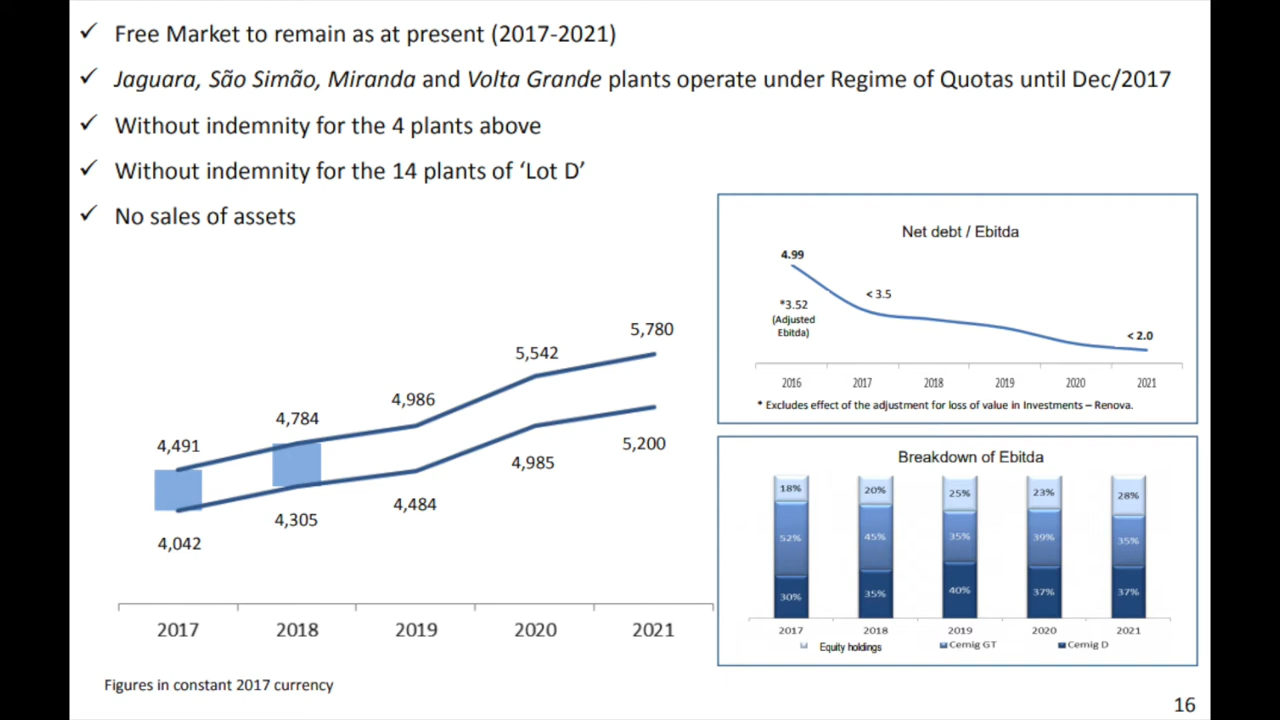 ✓ Free Market to remain as at present (2017-2021)
✓ Jaguara, São Simão, Miranda and Volta Grande plants operate under Regime of Quotas until Dec/2017
✓ Without indemnity for the 4 plants above
✓ Without indemnity for the 14 plants of ‘Lot D’
✓ No sales of assets
4,491
4,784
4,986
5,542
5,780
4,042
4,305
4,484
4,985
5,200
2017 2018 2019 2020 2021
Figures in constant 2017 currency
Net debt / Ebitda
4.99
< 3.5
*3.52
(Adjusted
Ebitda)
< 2.0
2016 2017 2018 2019 2020 2021
* Excludes effect of the adjustment for loss of value in Investments – Renova.
Breakdown of Ebitda
18% 20% 25% 23% 28%
52% 45% 35% 39% 35%
30% 35% 40% 37% 37%
2017 2018 2019 2020 2021
Equity holdings Cemig GT Cemig D
16